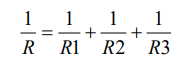 1/R = 1/R1 + 1/R2 + 1/R3